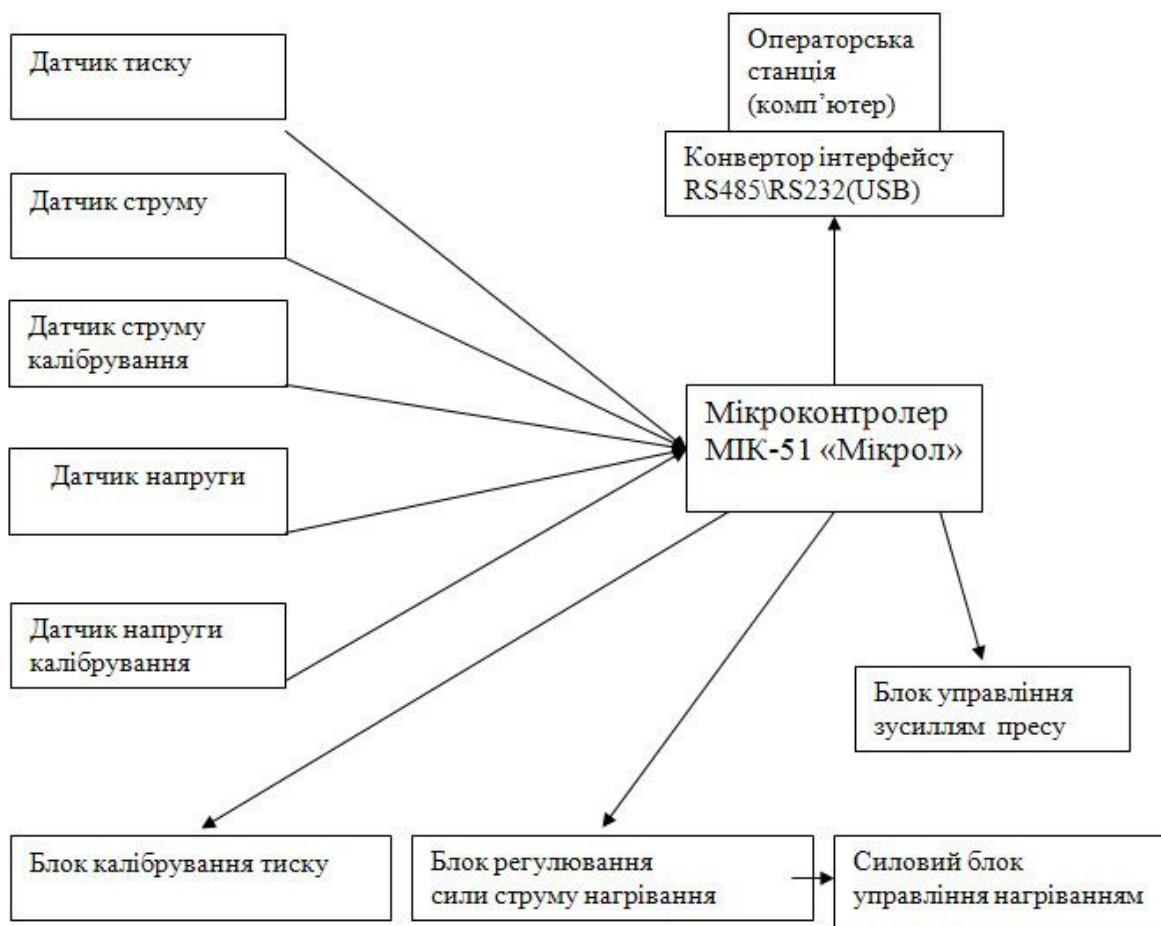 Датчик тиску
Операторська
станція
(комп’ютер)
Конвертор інтерфейсу
RS485\RS232(USB)
Датчик струму
Датчик струму
калібрування
Мікроконтролер
МІК-51 «Мікрол»
Датчик напруги
Датчик напруги
калібрування
Блок управління
зусиллям пресу
Блок калібрування тиску
Блок регулювання
сили струму нагрівання
Силовий блок
управління нагріванням